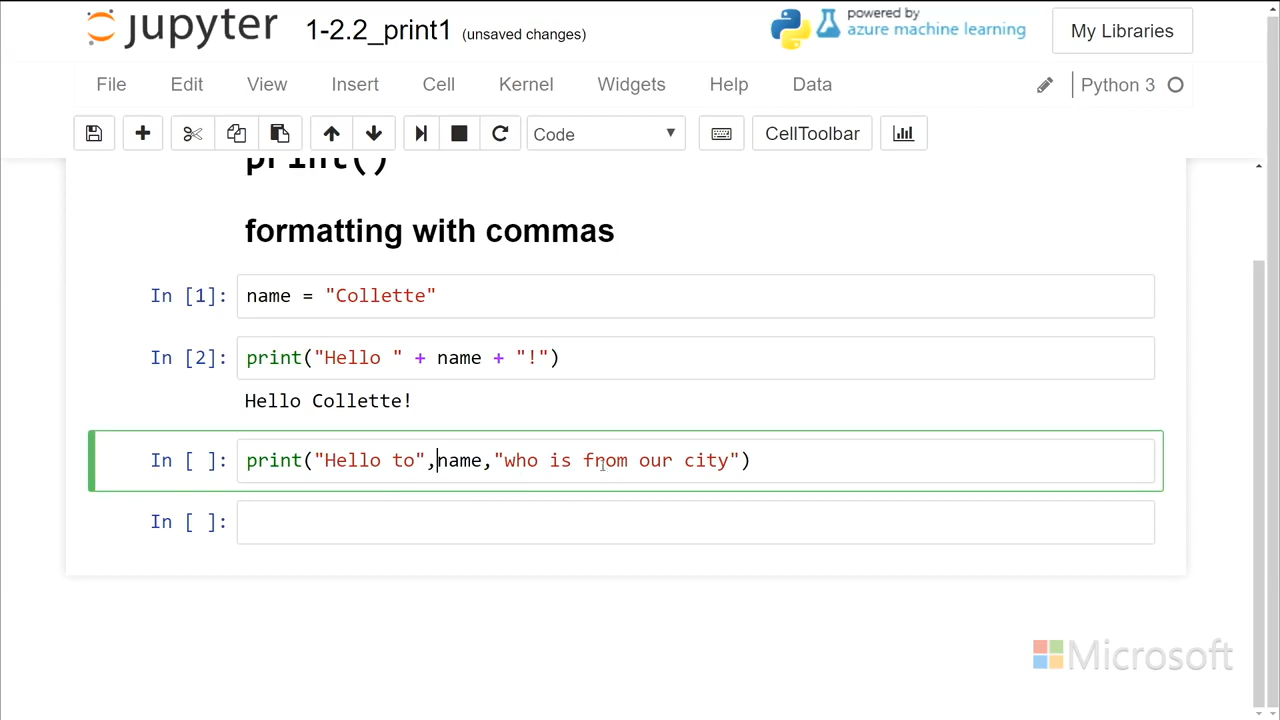 jupyter 1-2.2_print1 (unsaved changes)
powered by
azure machine learning
My Libraries
File Edit View Insert Cell Kernel Widgets Help Data Python 3
Code CellToolbar
print()
formatting with commas
In [1]: name = "Collette"
In [2]: print("Hello " + name + "!")
Hello Collette!
In [ ]: print("Hello to",name,"who is from our city")
In [ ]:
Microsoft